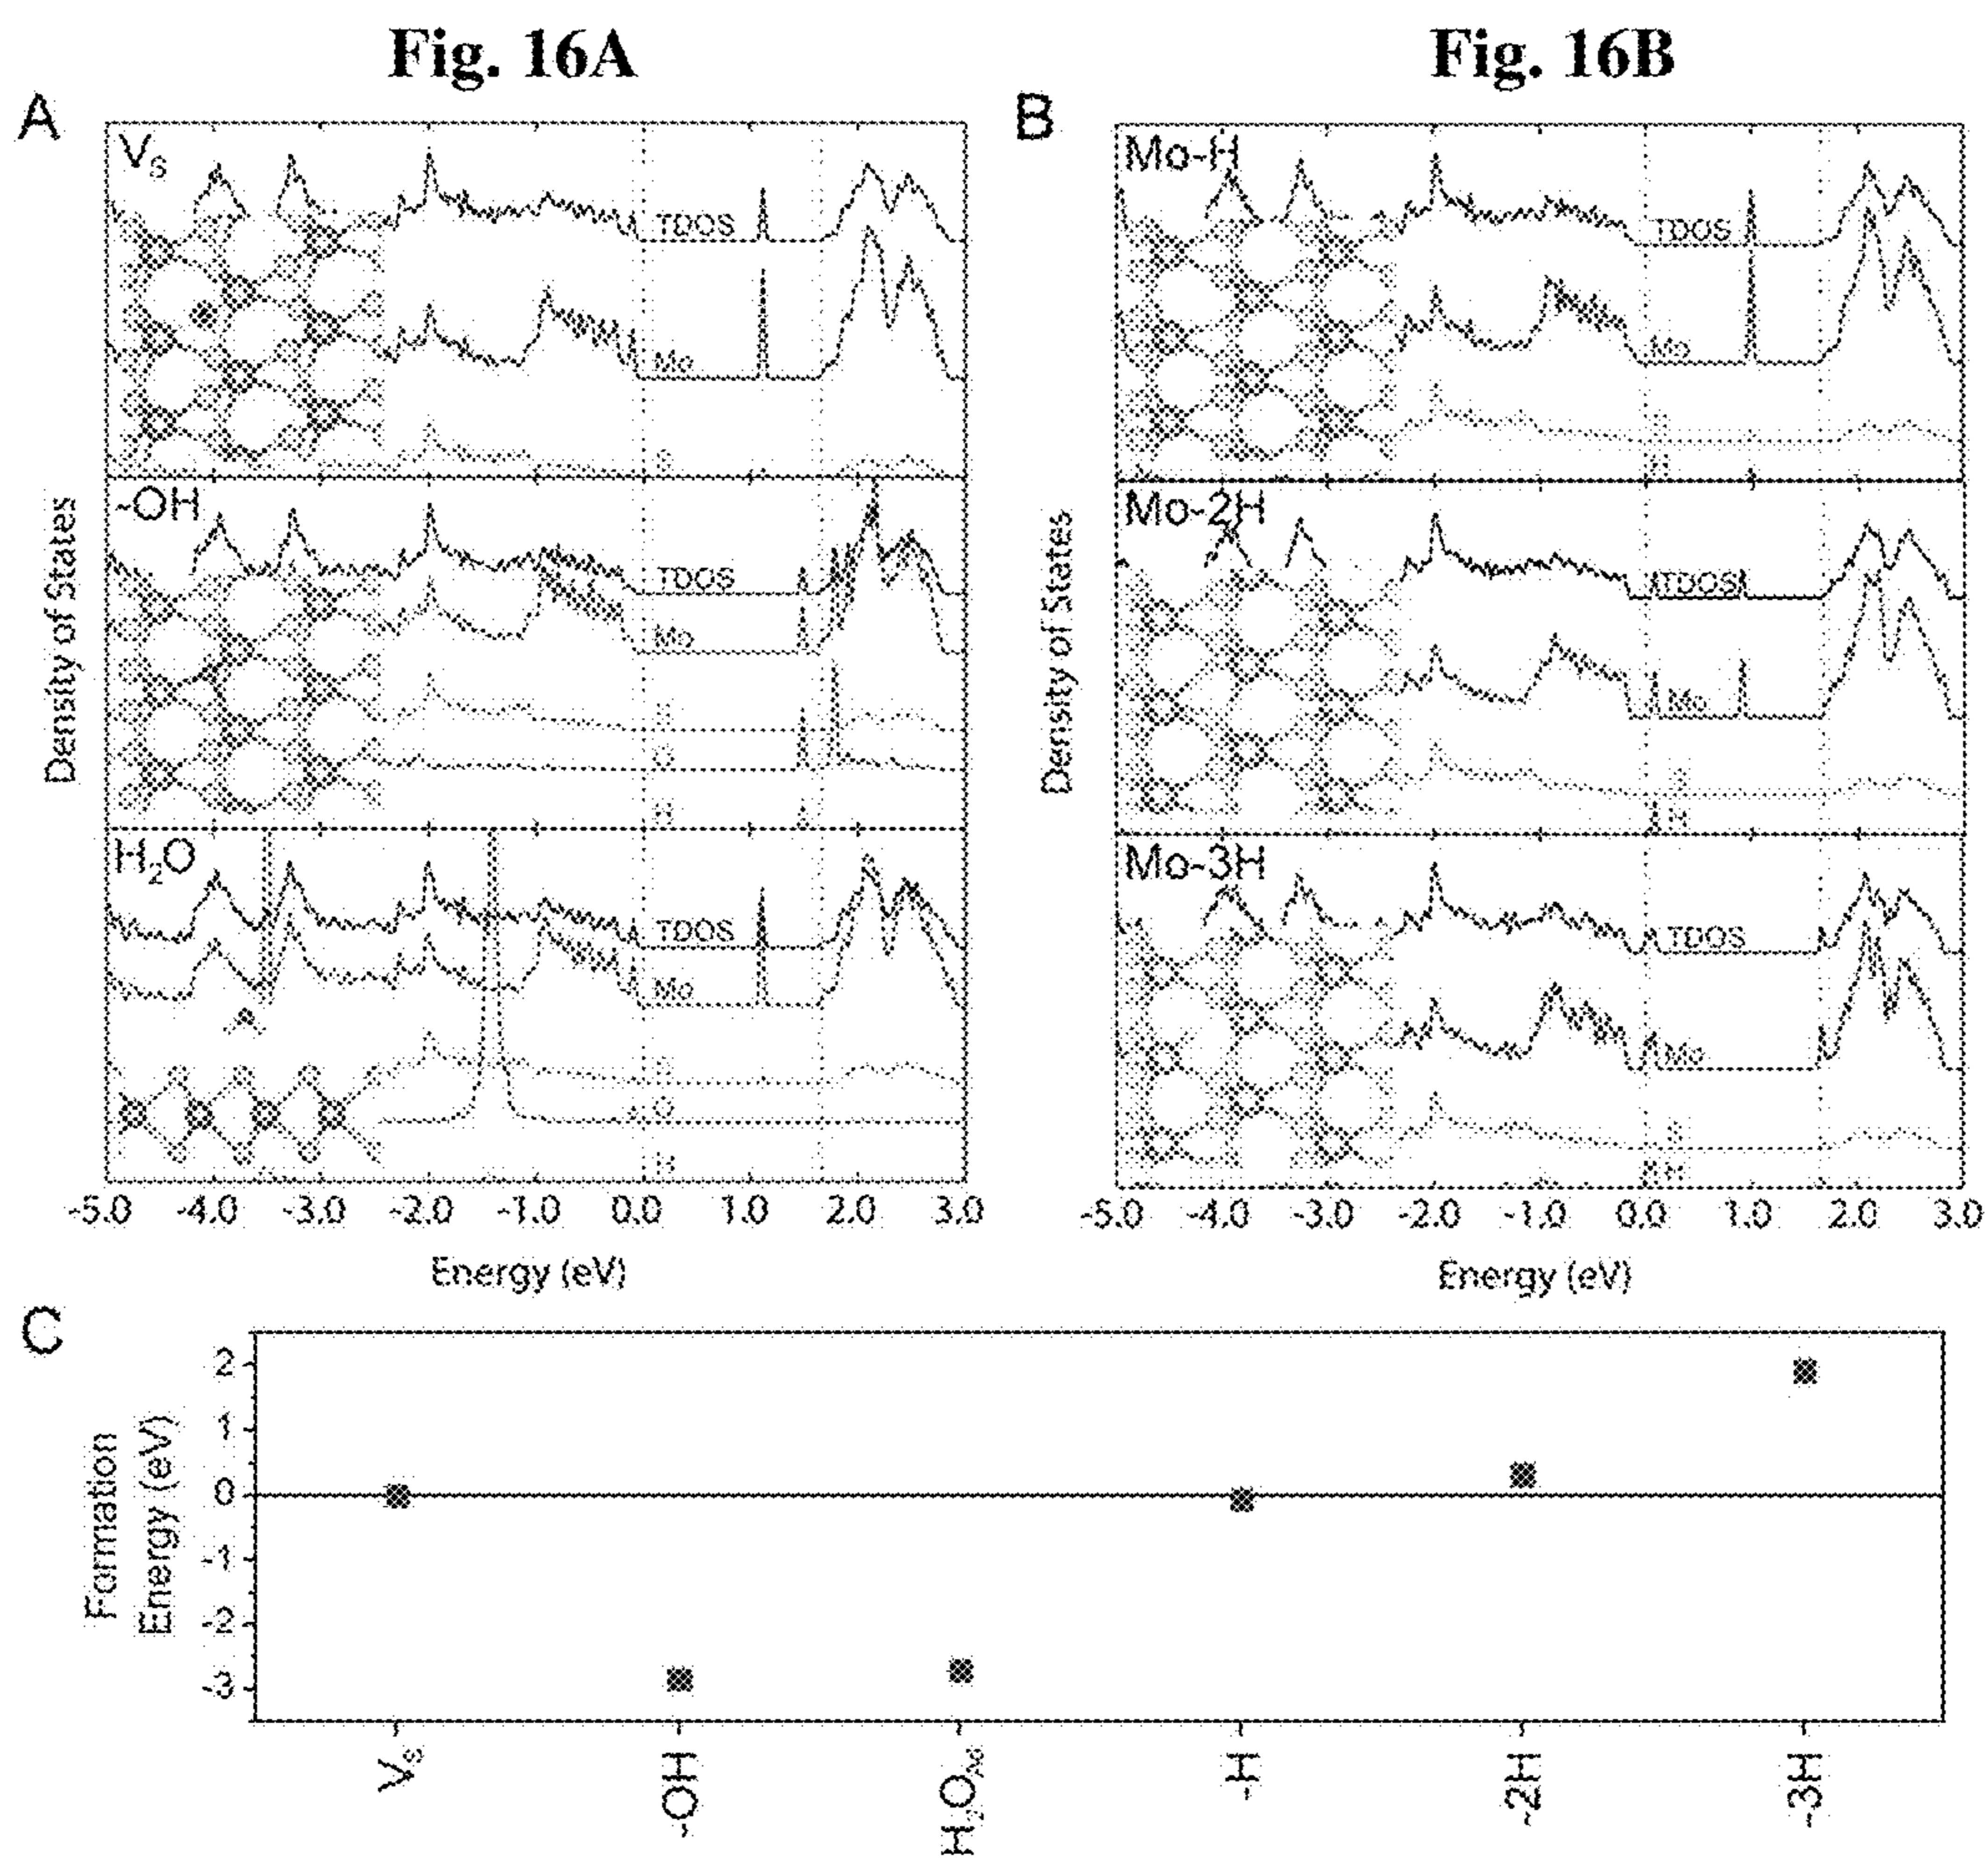 Fig. 16A
Fig. 16B
A
V_S
TDOS
Mo
S
-OH
TDOS
Mo
S
O
H
H₂O
TDOS
Mo
S
O
H
Density of States
-5.0 -4.0 -3.0 -2.0 -1.0 0.0 1.0 2.0 3.0
Energy (eV)
B
Mo-H
TDOS
Mo
S
H
Mo-2H
TDOS
Mo
S
H
Mo-3H
TDOS
Mo
S
H
Density of States
-5.0 -4.0 -3.0 -2.0 -1.0 0.0 1.0 2.0 3.0
Energy (eV)
C
Formation
Energy (eV)
2
1
0
-1
-2
-3
V_S
-OH
H₂O_Ad
-H
-2H
-3H